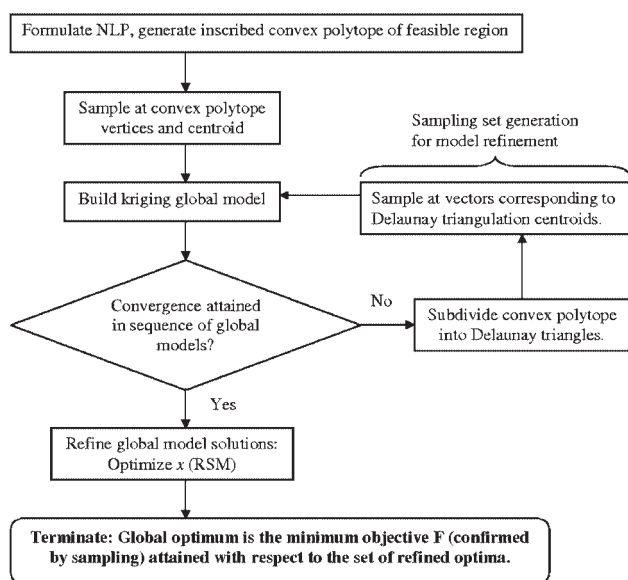 Formulate NLP, generate inscribed convex polytope of feasible region
Sample at convex polytope
vertices and centroid
Sampling set generation
for model refinement
Build kriging global model
Sample at vectors corresponding to
Delaunay triangulation centroids.
Convergence attained
in sequence of global
models?
No
Subdivide convex polytope
into Delaunay triangles.
Yes
Refine global model solutions:
Optimize x (RSM)
Terminate: Global optimum is the minimum objective F (confirmed
by sampling) attained with respect to the set of refined optima.